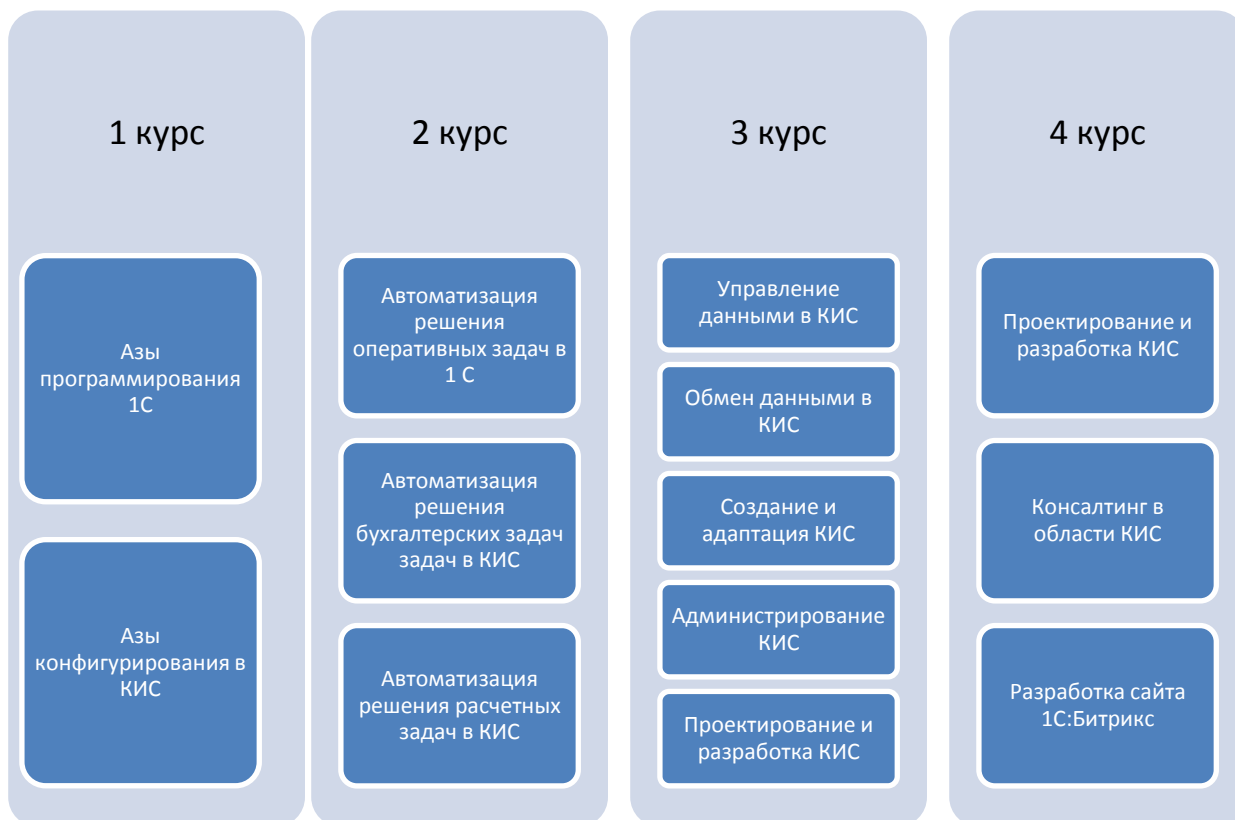 1 курс
Азы
программирования
1С
Азы
конфигурирования в
КИС
2 курс
Автоматизация
решения
оперативных задач в
1 С
Автоматизация
решения
бухгалтерских задач
задач в КИС
Автоматизация
решения расчетных
задач в КИС
3 курс
Управление
данными в КИС
Обмен данными в
КИС
Создание и
адаптация КИС
Администрирование
КИС
Проектирование и
разработка КИС
4 курс
Проектирование и
разработка КИС
Консалтинг в
области КИС
Разработка сайта
1С:Битрикс